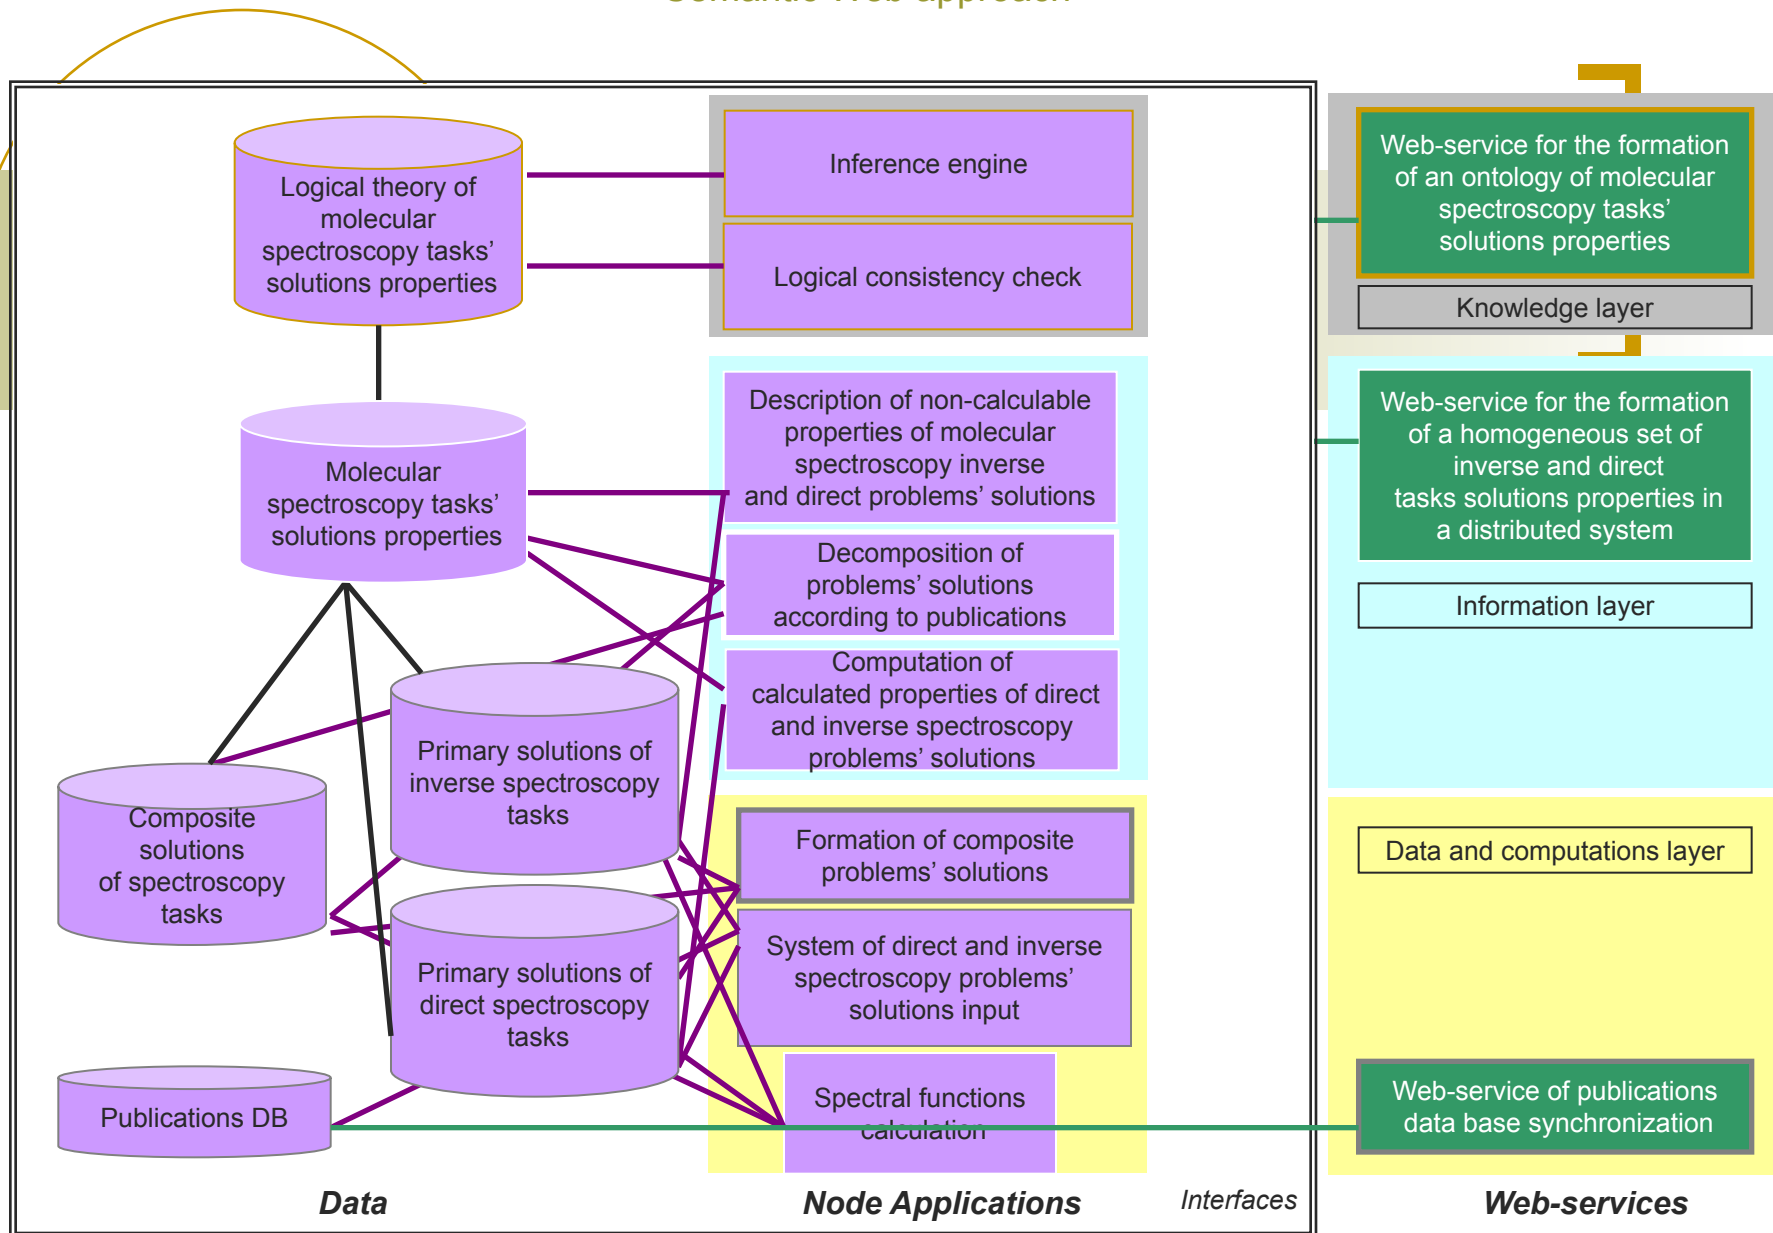 Semantic Web approach
Logical theory of
molecular
spectroscopy tasks’
solutions properties
Inference engine
Logical consistency check
Web-service for the formation
of an ontology of molecular
spectroscopy tasks’
solutions properties
Knowledge layer
Molecular
spectroscopy tasks’
solutions properties
Description of non-calculable
properties of molecular
spectroscopy inverse
and direct problems’ solutions
Decomposition of
problems’ solutions
according to publications
Computation of
calculated properties of direct
and inverse spectroscopy
problems’ solutions
Web-service for the formation
of a homogeneous set of
inverse and direct
tasks solutions properties in
a distributed system
Information layer
Primary solutions of
inverse spectroscopy
tasks
Composite
solutions
of spectroscopy
tasks
Primary solutions of
direct spectroscopy
tasks
Publications DB
Formation of composite
problems’ solutions
System of direct and inverse
spectroscopy problems’
solutions input
Spectral functions
calculation
Data and computations layer
Web-service of publications
data base synchronization
Data
Node Applications
Interfaces
Web-services